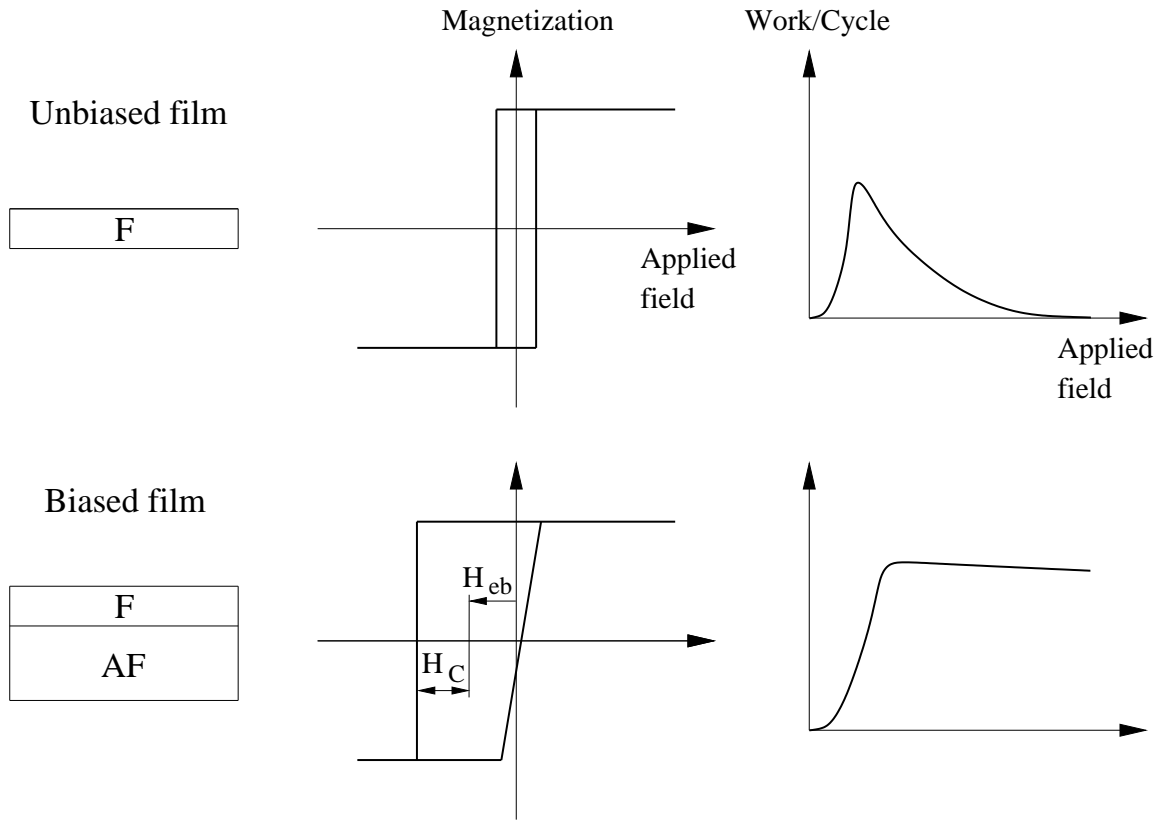 Magnetization
Work/Cycle
Unbiased film
F
Applied
field
Applied
field
Biased film
H eb
F
H C
AF